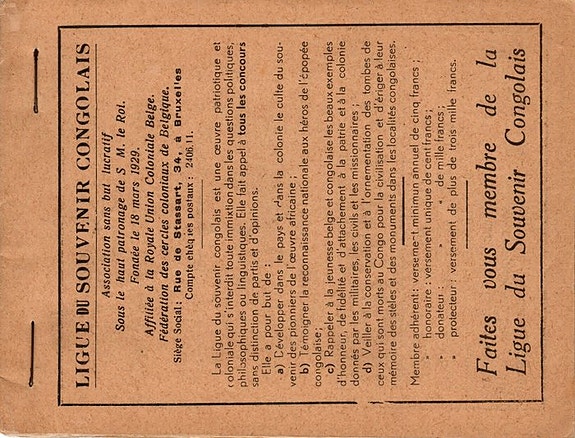 LIGUE DU SOUVENIR CONGOLAIS
Association sans but lucratif
Sous le haut patronage de S. M. le Roi.
Fondée le 18 mars 1929.
Affiliée à la Royale Union Coloniale Belge.
Fédération des cercles coloniaux de Belgique.
Siège Social: Rue de Stassart, 34, à Bruxelles
Compte chèques postaux : 2406.11.
La Ligue du souvenir congolais est une œuvre patriotique et
coloniale qui s'interdit toute immixtion dans les questions politiques,
philosophiques ou linguistiques. Elle fait appel à tous les concours
sans distinction de partis et d'opinions.
Elle a pour but de
a) Développer dans le pays et dans la colonie le culte du sou-
venir des pionniers de l'œuvre africaine;
b) Témoigner la reconnaissance nationale aux héros de l'épopée
congolaise;
c) Rappeler à la jeunesse belge et congolaise les beaux exemples
d'honneur, de fidélité et d'attachement à la patrie et à la colonie
donnés par les militaires, les civils et les missionnaires;
d) Veiller à la conservation et à l'ornementation des tombes de
ceux qui sont morts au Congo pour la civilisation et d'ériger à leur
mémoire des stèles et des monuments dans les localités congolaises.
Membre adhérent: versement minimum annuel de cinq francs;
» honoraire : versement unique de cent francs;
» donateur : » » de mille francs;
» protecteur : versement de plus de trois mille francs.
Faites vous membre de la
Ligue du Souvenir Congolais